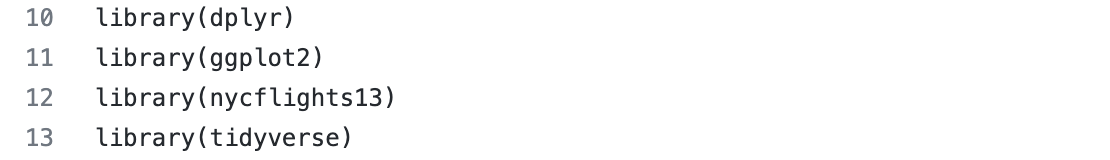 10 library(dplyr)
11 library(ggplot2)
12 library(nycflights13)
13 library(tidyverse)